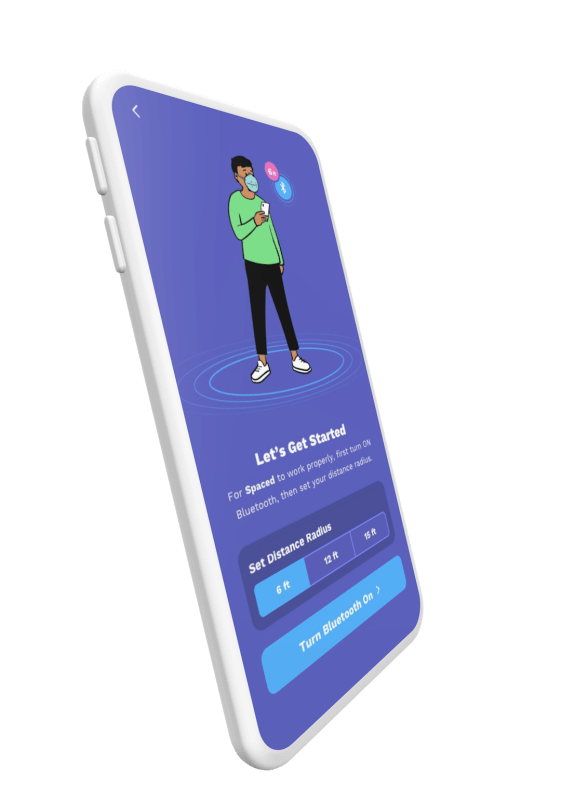 6ft
Let's Get Started
For Spaced to work properly, first turn ON
Bluetooth, then set your distance radius.
Set Distance Radius
6 ft
12 ft
15 ft
Turn Bluetooth On